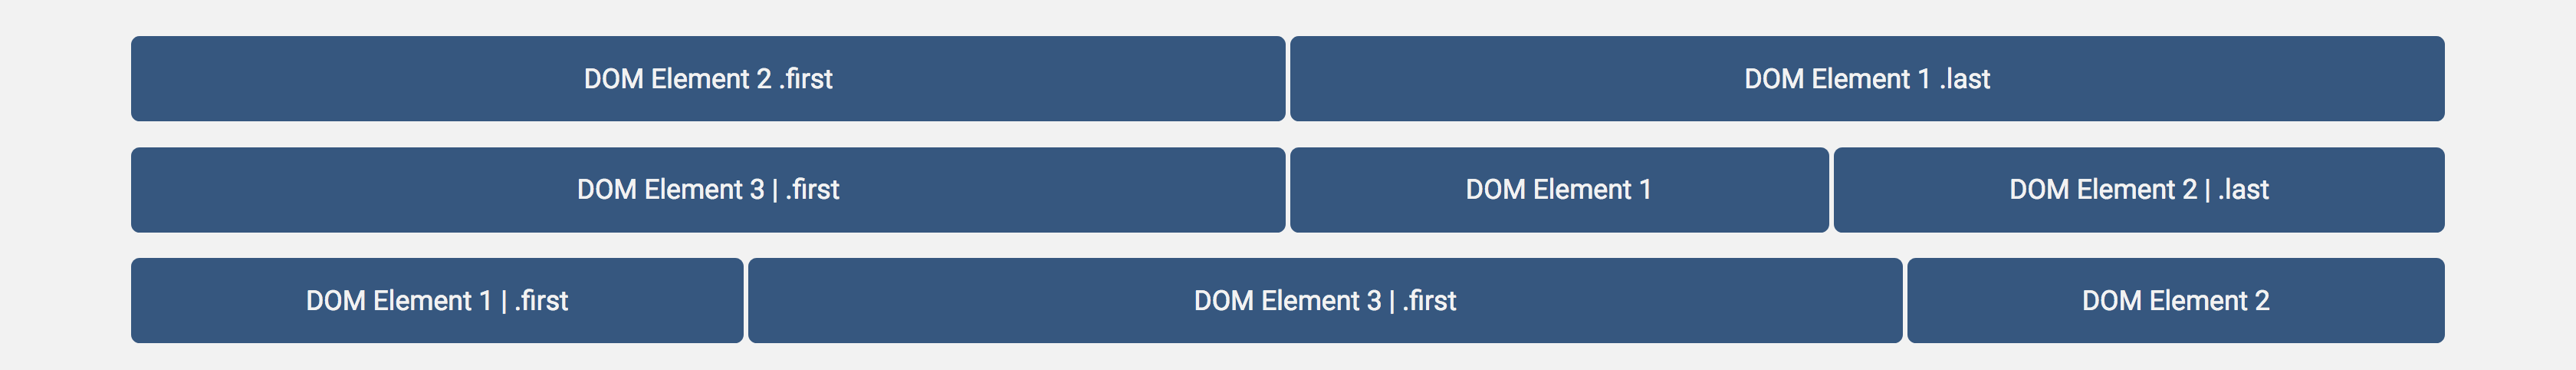 DOM Element 2 .first
DOM Element 1 .last
DOM Element 3 | .first
DOM Element 1
DOM Element 2 | .last
DOM Element 1 | .first
DOM Element 3 | .first
DOM Element 2